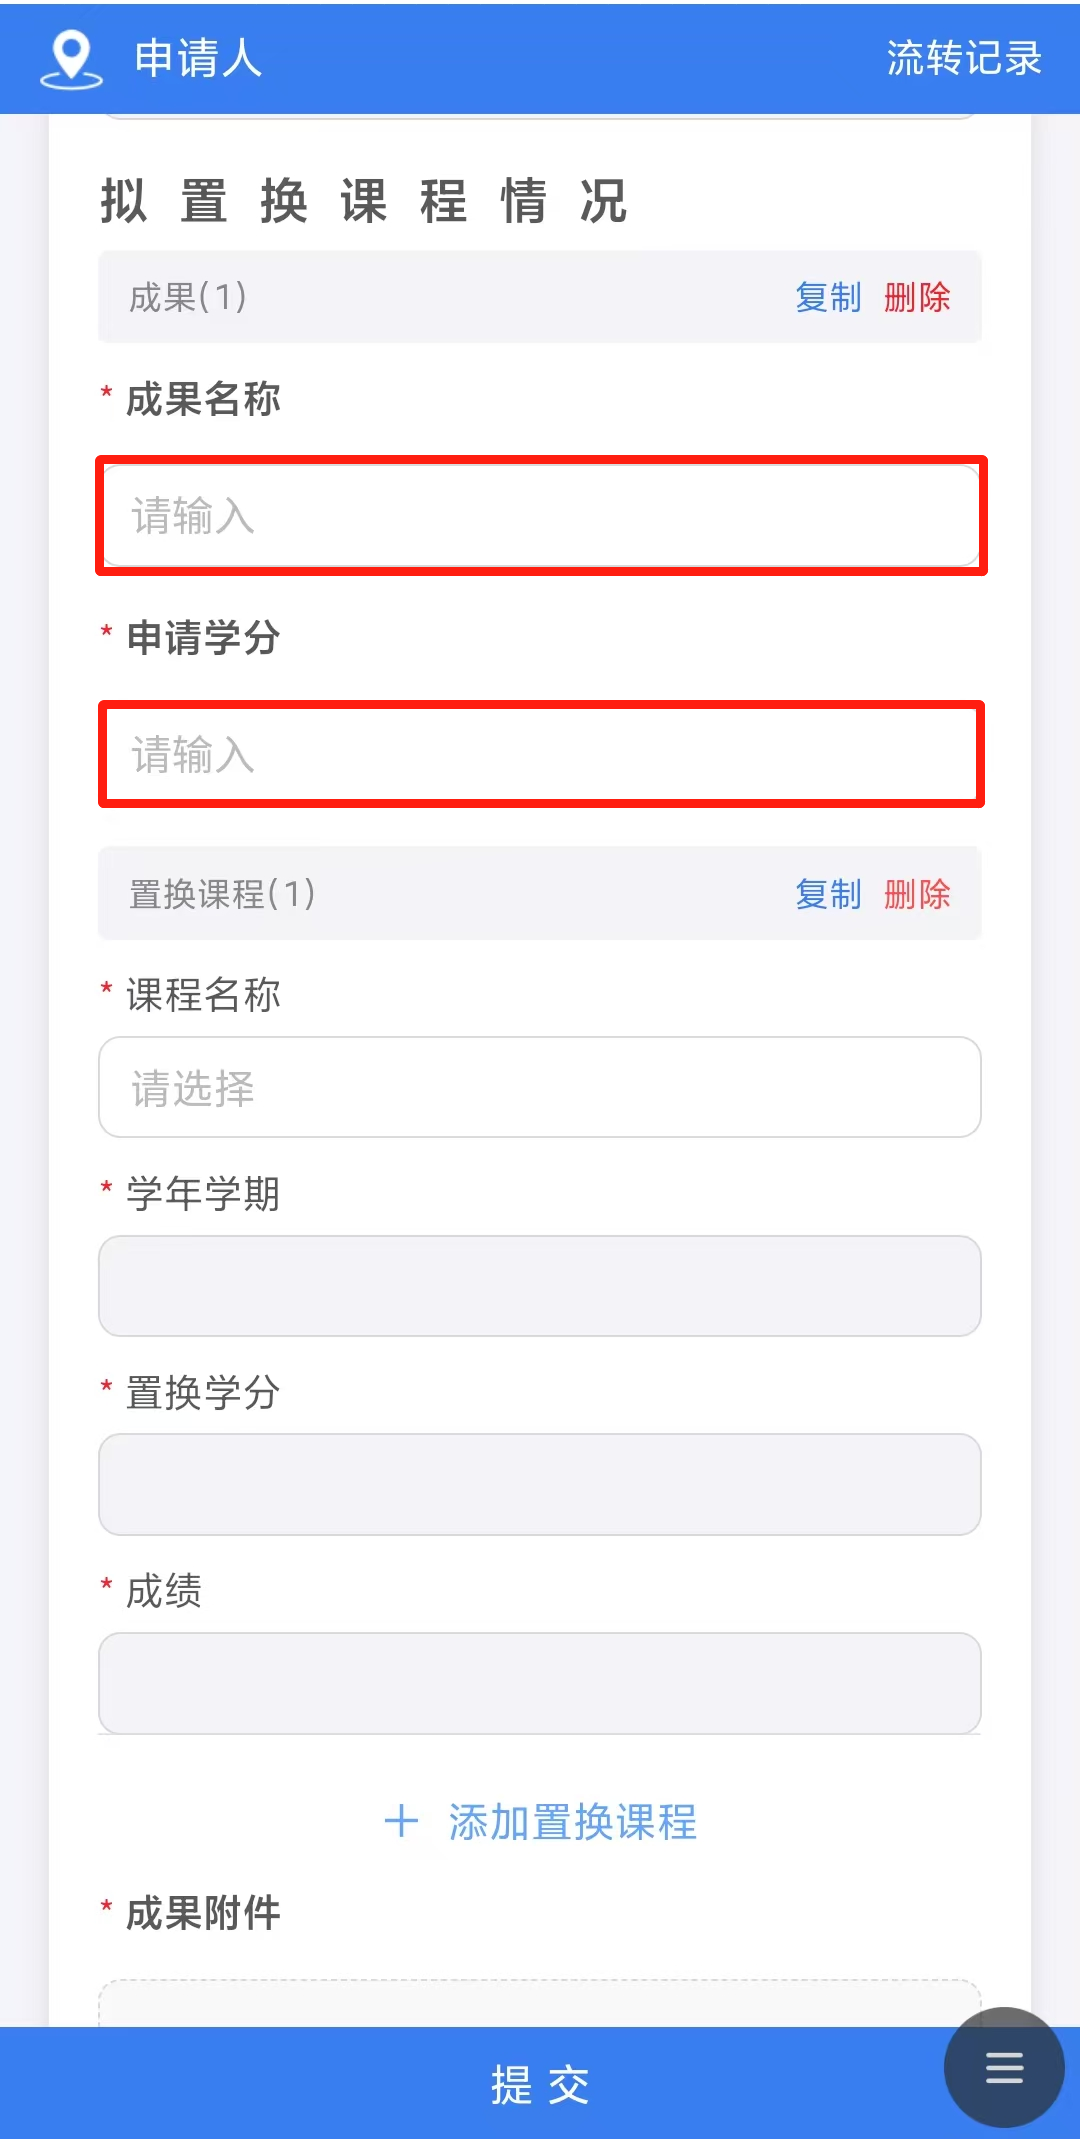 申请人 流转记录
拟置换课程情况
成果(1) 复制 删除
* 成果名称
请输入
* 申请学分
请输入
置换课程(1) 复制 删除
* 课程名称
请选择
* 学年学期
* 置换学分
* 成绩
+ 添加置换课程
* 成果附件
提交